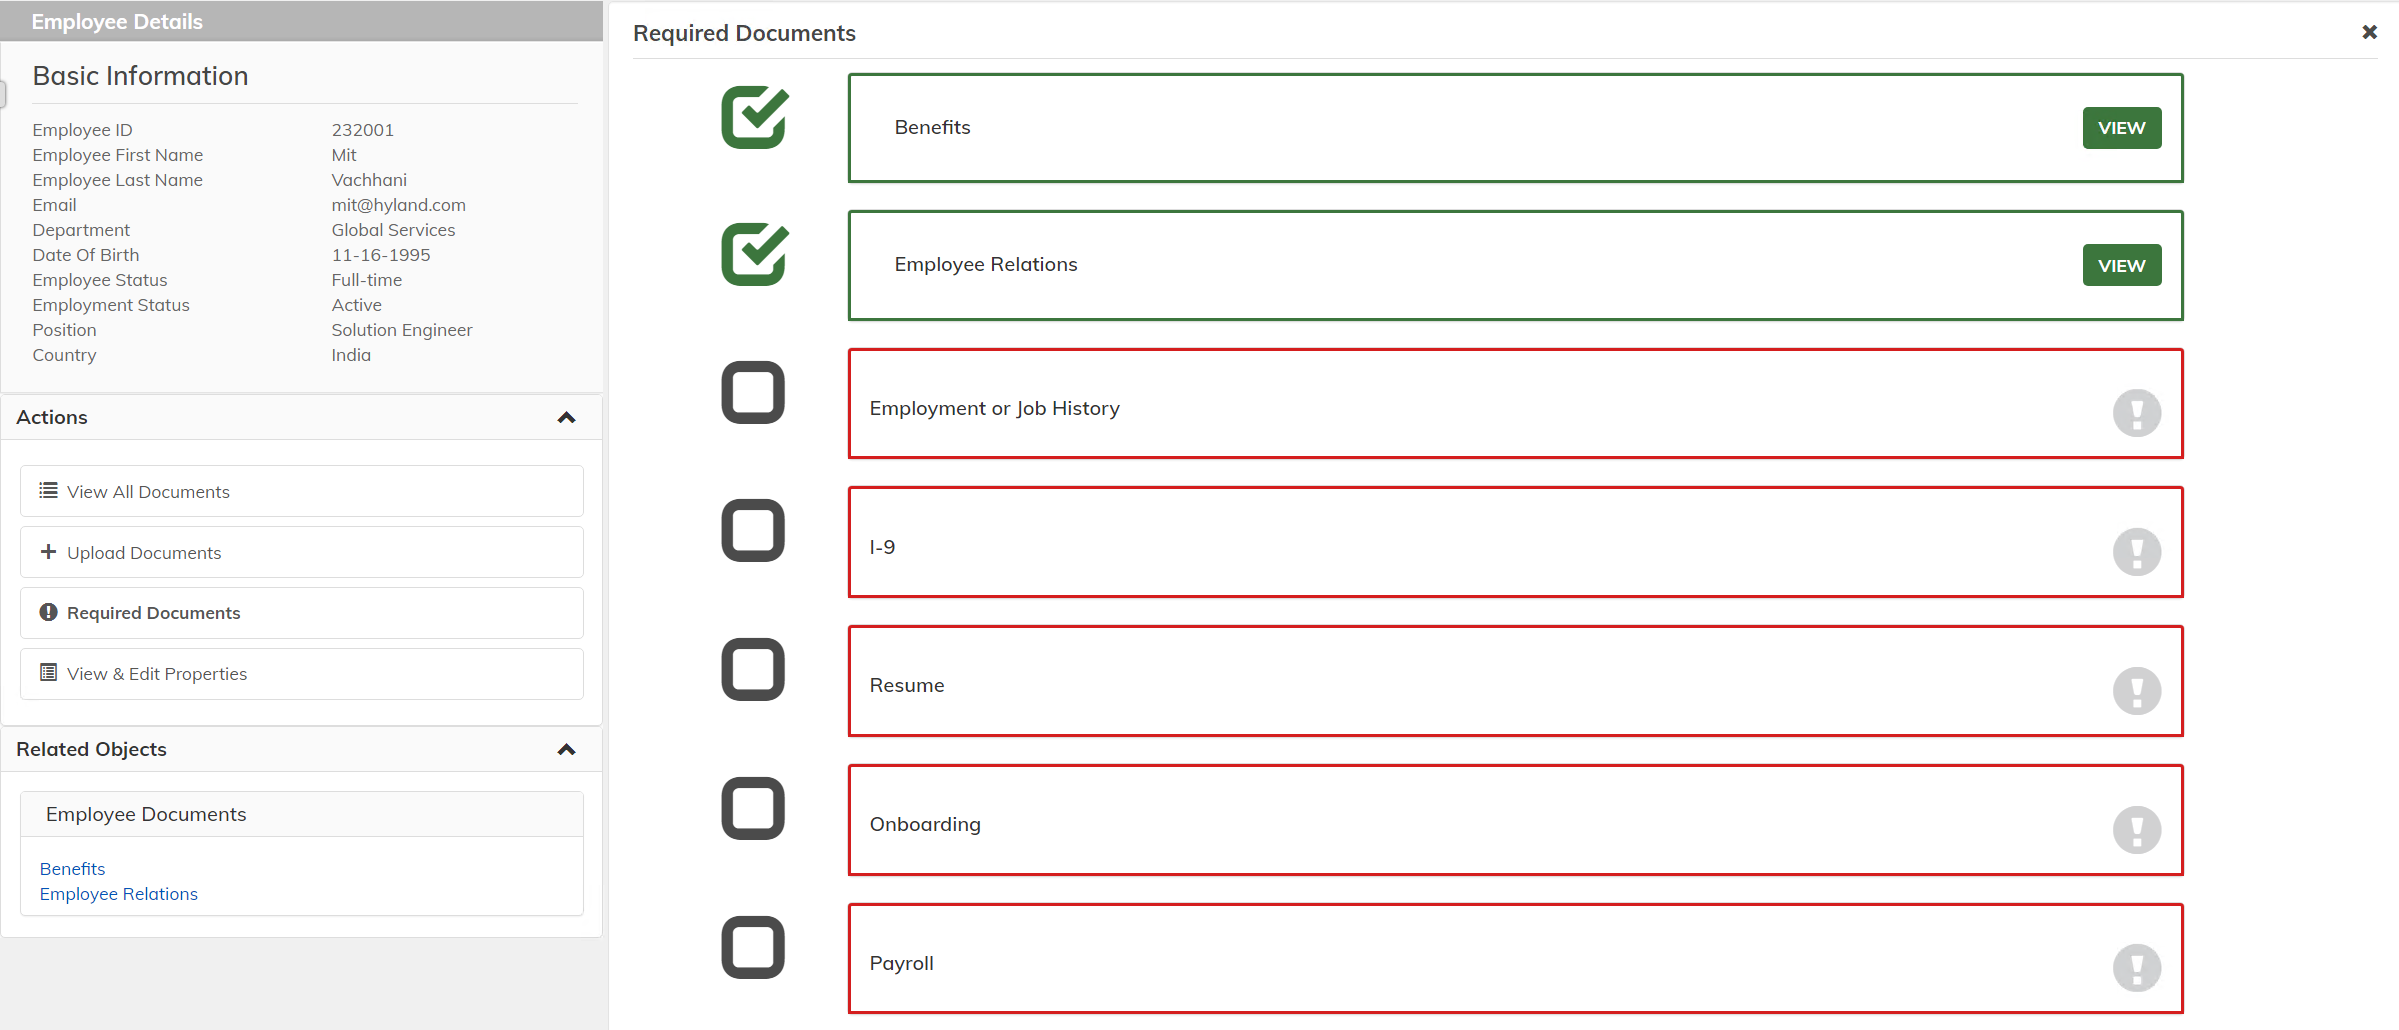 Employee Details
Basic Information
Employee ID 232001
Employee First Name Mit
Employee Last Name Vachhani
Email mit@hyland.com
Department Global Services
Date Of Birth 11-16-1995
Employee Status Full-time
Employment Status Active
Position Solution Engineer
Country India
Actions
View All Documents
Upload Documents
Required Documents
View & Edit Properties
Related Objects
Employee Documents
Benefits
Employee Relations
Required Documents
Benefits VIEW
Employee Relations VIEW
Employment or Job History
I-9
Resume
Onboarding
Payroll